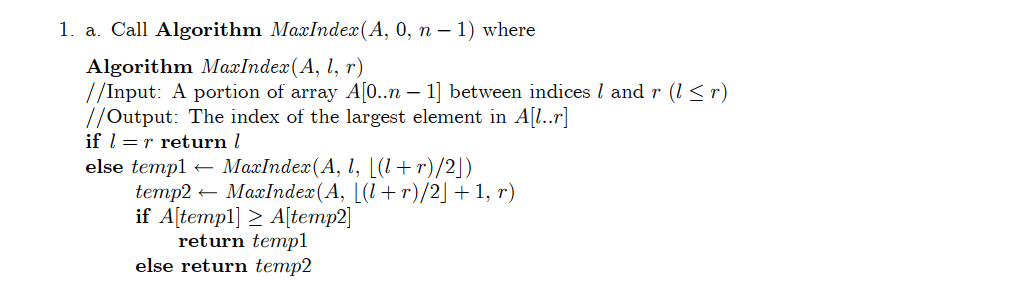 1. a. Call Algorithm MaxIndex(A, 0, n − 1) where
Algorithm MaxIndex(A, l, r)
//Input: A portion of array A[0..n − 1] between indices l and r (l ≤ r)
//Output: The index of the largest element in A[l..r]
if l = r return l
else temp1 ← MaxIndex(A, l, ⌊(l + r)/2⌋)
temp2 ← MaxIndex(A, ⌊(l + r)/2⌋ + 1, r)
if A[temp1] ≥ A[temp2]
return temp1
else return temp2